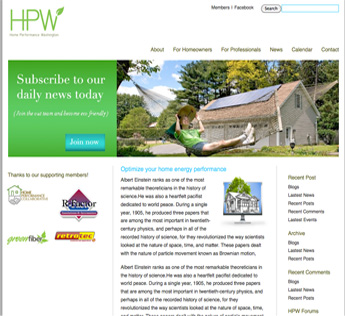 Members | Facebook
Search
HPW
Home Performance Washington
About For Homeowners For Professionals News Calendar Contact
Subscribe to our
daily news today
[ Join the our team and become eco friendly ]
Join now
Thanks to our supporting members!
HOME
PERFORMANCE
COLLABORATIVE
R-Factor
greenfiber
retrotec
Optimize your home energy performance
Albert Einstein ranks as one of the most
remarkable theoreticians in the history
of science.He was also a heartfelt pacifist
dedicated to world peace. During a single
year, 1905, he produced three papers that
are among the most important in twentieth-
century physics, and perhaps in all of the
recorded history of science, for they revolutionized the way scientists
looked at the nature of space, time, and matter. These papers dealt
with the nature of particle movement known as Brownian motion,
Albert Einstein ranks as one of the most remarkable theoreticians in
the history of science.He was also a heartfelt pacifist dedicated to world
peace. During a single year, 1905, he produced three papers that
are among the most important in twentieth-century physics, and
perhaps in all of the recorded history of science, for they
revolutionized the way scientists looked at the nature of space, time,
Recent Post
Blogs
Lastest News
Recent Posts
Recent Comments
Lastest Events
Archive
Blogs
Lastest News
Recent Posts
Recent Comments
Blogs
Lastest News
Recent Posts
HPW Forums